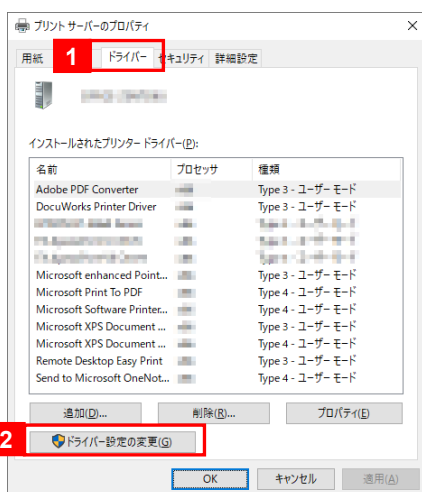 プリント サーバーのプロパティ
用紙 1 ドライバー セキュリティ 詳細設定
インストールされたプリンター ドライバー(P):
名前 プロセッサ 種類
Adobe PDF Converter Type 3 - ユーザー モード
DocuWorks Printer Driver Type 3 - ユーザー モード
Microsoft enhanced Point... Type 3 - ユーザー モード
Microsoft Print To PDF Type 4 - ユーザー モード
Microsoft Software Printer... Type 4 - ユーザー モード
Microsoft XPS Document ... Type 3 - ユーザー モード
Microsoft XPS Document ... Type 4 - ユーザー モード
Remote Desktop Easy Print Type 3 - ユーザー モード
Send to Microsoft OneNot... Type 4 - ユーザー モード
追加(D)... 削除(R)... プロパティ(E)
2 ドライバー設定の変更(G)
OK キャンセル 適用(A)